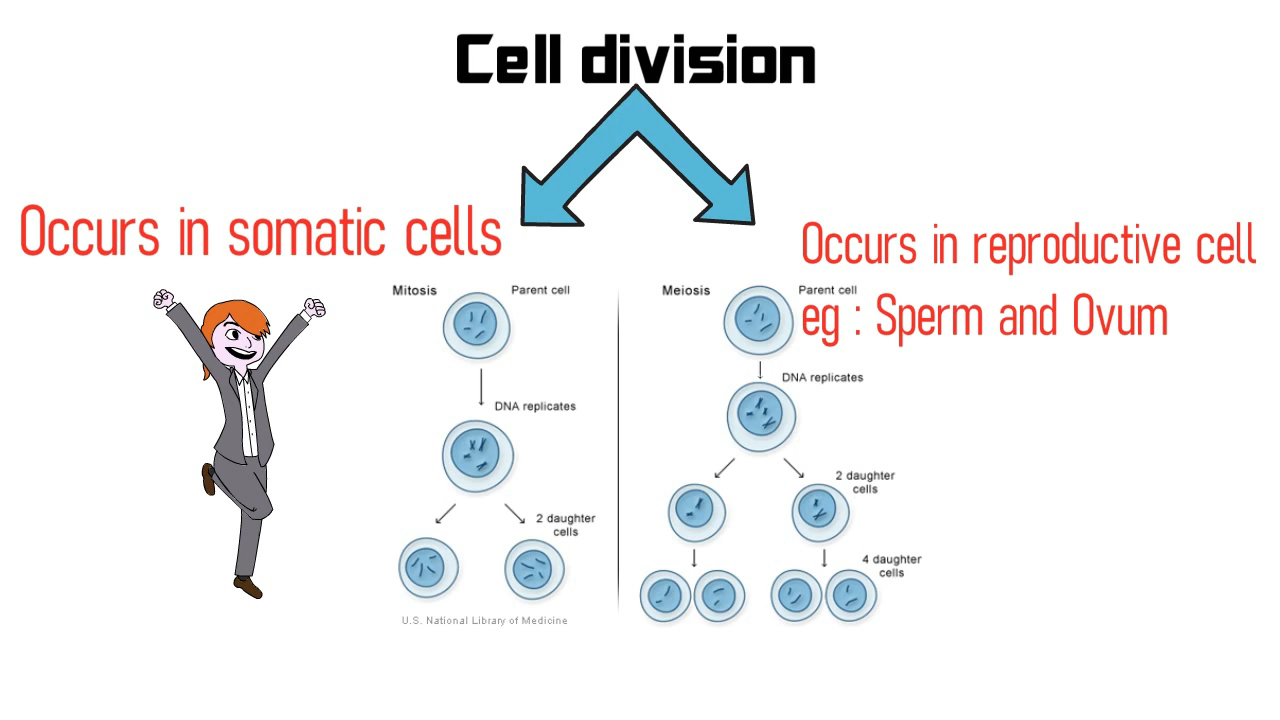 Cell division
Occurs in somatic cells
Occurs in reproductive cell
eg : Sperm and Ovum
Mitosis
Parent cell
DNA replicates
2 daughter
cells
U.S. National Library of Medicine
Meiosis
Parent cell
DNA replicates
2 daughter
cells
4 daughter
cells